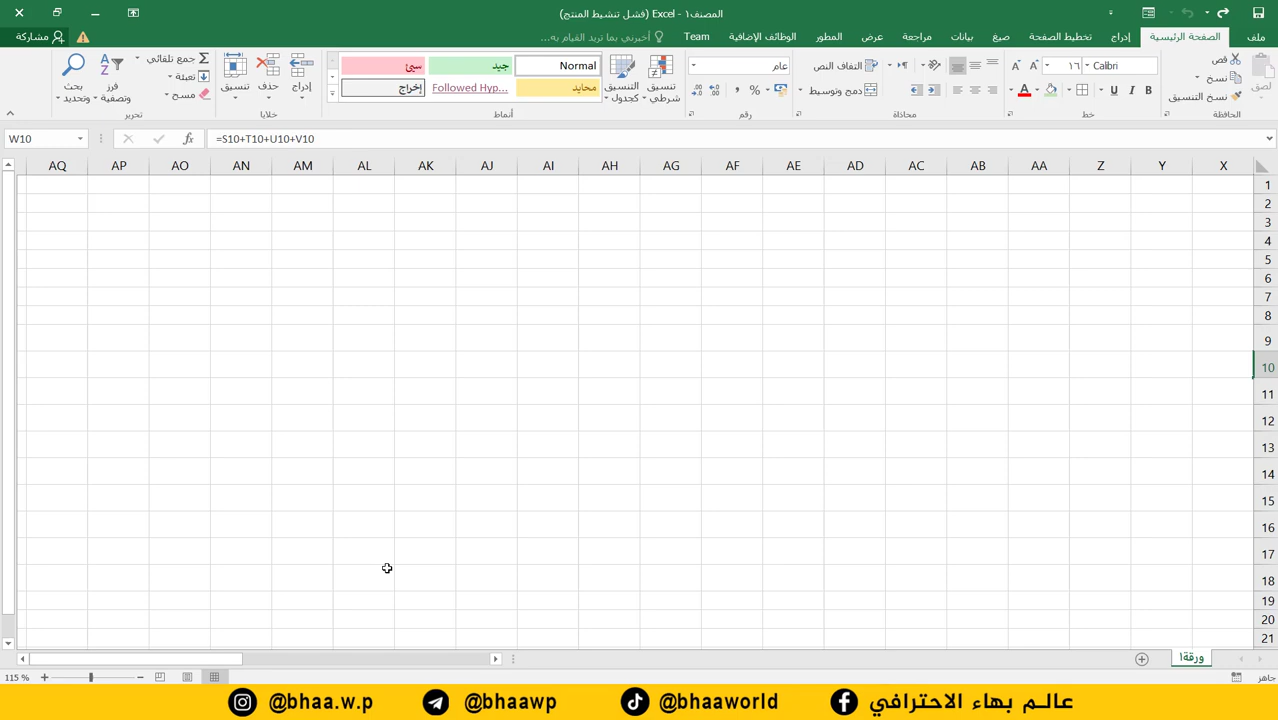 المصنف١ - Excel (فشل تنشيط المنتج)
ملف الصفحة الرئيسية إدراج صيغ تخطيط الصفحة بيانات مراجعة عرض المطور الوظائف الإضافية Team أخبرني بما تريد القيام به... مشاركة
قص
نسخ
نسخ التنسيق
الحافظة
Calibri ١٦
B I U
خط
التفاف النص
دمج وتوسيط
محاذاة
عام
%
رقم
تنسيق شرطي
التنسيق كجدول
Normal جيد سيئ
محايد Followed Hyp... إخراج
أنماط
إدراج حذف تنسيق
خلايا
جمع تلقائي
تعبئة
مسح
فرز وتصفية
بحث وتحديد
تحرير
W10 fx =S10+T10+U10+V10
X Y Z AA AB AC AD AE AF AG AH AI AJ AK AL AM AN AO AP AQ
1
2
3
4
5
6
7
8
9
10
11
12
13
14
15
16
17
18
19
20
21
ورقة١
جاهز
115 %
@bhaa.w.p @bhaawp @bhaaworld عالـم بهاء الاحترافي